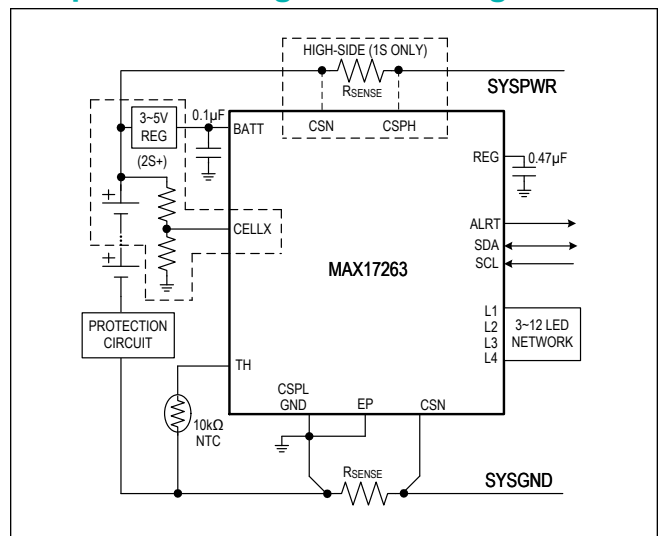 HIGH-SIDE (1S ONLY)
RSENSE
SYSPWR
3~5V
REG
(2S+)
0.1µF
BATT
CSN
CSPH
REG
0.47µF
CELLX
ALRT
SDA
SCL
MAX17263
L1
L2
L3
L4
3~12 LED
NETWORK
PROTECTION
CIRCUIT
TH
10kΩ
NTC
CSPL
GND
EP
CSN
RSENSE
SYSGND